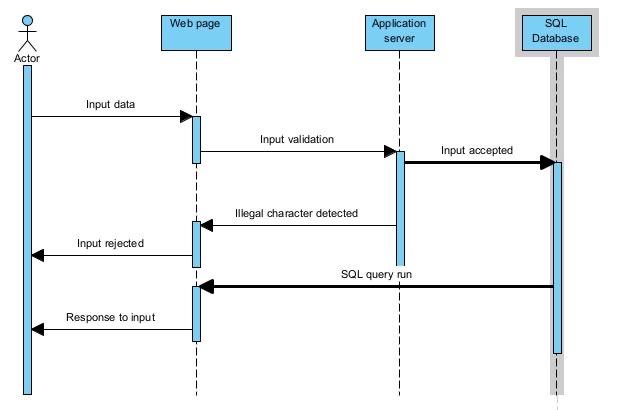 Actor
Web page
Application
server
SQL
Database
Input data
Input validation
Input accepted
Illegal character detected
Input rejected
SQL query run
Response to input